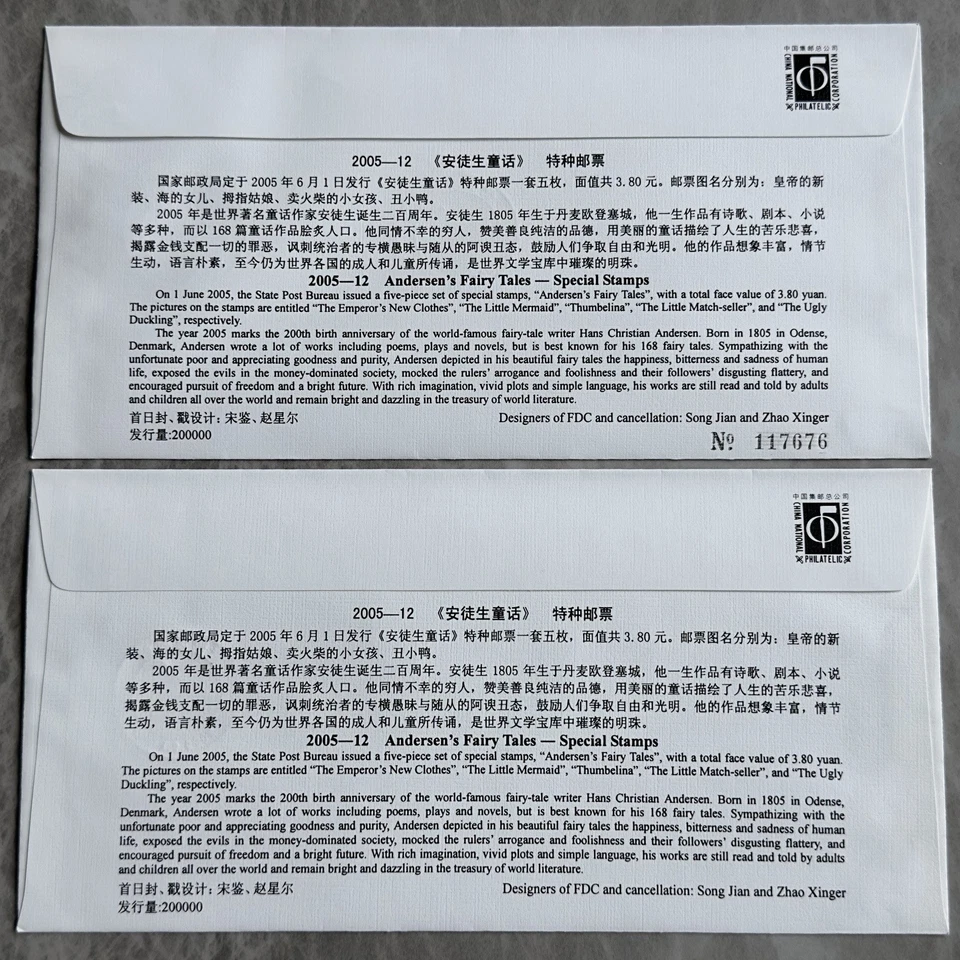 中国集邮总公司
CHINA NATIONAL
PHILATELIC
CORPORATION
2005—12 《安徒生童话》 特种邮票
国家邮政局定于 2005 年 6 月 1 日发行《安徒生童话》特种邮票一套五枚，面值共 3.80 元。邮票图名分别为：皇帝的新
装、海的女儿、拇指姑娘、卖火柴的小女孩、丑小鸭。
2005 年是世界著名童话作家安徒生诞生二百周年。安徒生 1805 年生于丹麦欧登塞城，他一生作品有诗歌、剧本、小说
等多种，而以 168 篇童话作品脍炙人口。他同情不幸的穷人，赞美善良纯洁的品德，用美丽的童话描绘了人生的苦乐悲喜，
揭露金钱支配一切的罪恶，讽刺统治者的专横愚昧与随从的阿谀丑态，鼓励人们争取自由和光明。他的作品想象丰富，情节
生动，语言朴素，至今仍为世界各国的成人和儿童所传诵，是世界文学宝库中璀璨的明珠。
2005—12 Andersen's Fairy Tales — Special Stamps
On 1 June 2005, the State Post Bureau issued a five-piece set of special stamps, “Andersen's Fairy Tales”, with a total face value of 3.80 yuan.
The pictures on the stamps are entitled “The Emperor's New Clothes”, “The Little Mermaid”, “Thumbelina”, “The Little Match-seller”, and “The Ugly
Duckling”, respectively.
The year 2005 marks the 200th birth anniversary of the world-famous fairy-tale writer Hans Christian Andersen. Born in 1805 in Odense,
Denmark, Andersen wrote a lot of works including poems, plays and novels, but is best known for his 168 fairy tales. Sympathizing with the
unfortunate poor and appreciating goodness and purity, Andersen depicted in his beautiful fairy tales the happiness, bitterness and sadness of human
life, exposed the evils in the money-dominated society, mocked the rulers' arrogance and foolishness and their followers' disgusting flattery, and
encouraged pursuit of freedom and a bright future. With rich imagination, vivid plots and simple language, his works are still read and told by adults
and children all over the world and remain bright and dazzling in the treasury of world literature.
首日封、戳设计：宋鉴、赵星尔 Designers of FDC and cancellation: Song Jian and Zhao Xinger
发行量:200000
№ 117676
中国集邮总公司
CHINA NATIONAL
PHILATELIC
CORPORATION
2005—12 《安徒生童话》 特种邮票
国家邮政局定于 2005 年 6 月 1 日发行《安徒生童话》特种邮票一套五枚，面值共 3.80 元。邮票图名分别为：皇帝的新
装、海的女儿、拇指姑娘、卖火柴的小女孩、丑小鸭。
2005 年是世界著名童话作家安徒生诞生二百周年。安徒生 1805 年生于丹麦欧登塞城，他一生作品有诗歌、剧本、小说
等多种，而以 168 篇童话作品脍炙人口。他同情不幸的穷人，赞美善良纯洁的品德，用美丽的童话描绘了人生的苦乐悲喜，
揭露金钱支配一切的罪恶，讽刺统治者的专横愚昧与随从的阿谀丑态，鼓励人们争取自由和光明。他的作品想象丰富，情节
生动，语言朴素，至今仍为世界各国的成人和儿童所传诵，是世界文学宝库中璀璨的明珠。
2005—12 Andersen's Fairy Tales — Special Stamps
On 1 June 2005, the State Post Bureau issued a five-piece set of special stamps, “Andersen's Fairy Tales”, with a total face value of 3.80 yuan.
The pictures on the stamps are entitled “The Emperor's New Clothes”, “The Little Mermaid”, “Thumbelina”, “The Little Match-seller”, and “The Ugly
Duckling”, respectively.
The year 2005 marks the 200th birth anniversary of the world-famous fairy-tale writer Hans Christian Andersen. Born in 1805 in Odense,
Denmark, Andersen wrote a lot of works including poems, plays and novels, but is best known for his 168 fairy tales. Sympathizing with the
unfortunate poor and appreciating goodness and purity, Andersen depicted in his beautiful fairy tales the happiness, bitterness and sadness of human
life, exposed the evils in the money-dominated society, mocked the rulers' arrogance and foolishness and their followers' disgusting flattery, and
encouraged pursuit of freedom and a bright future. With rich imagination, vivid plots and simple language, his works are still read and told by adults
and children all over the world and remain bright and dazzling in the treasury of world literature.
首日封、戳设计：宋鉴、赵星尔 Designers of FDC and cancellation: Song Jian and Zhao Xinger
发行量:200000